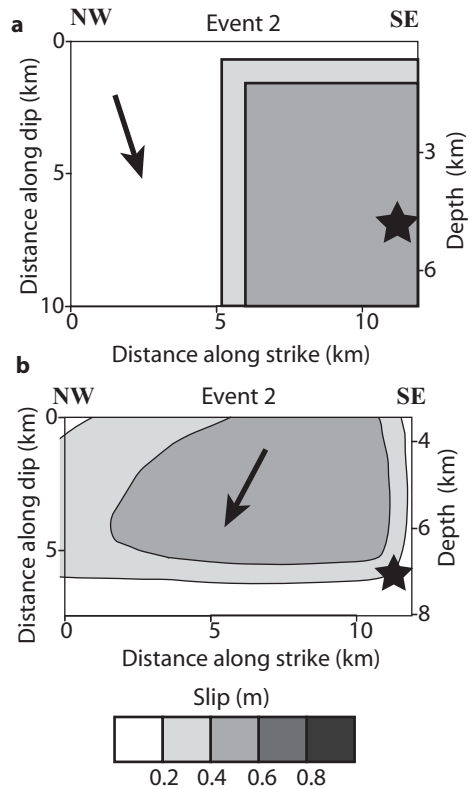 a
NW Event 2 SE
0
5
10
Distance along dip (km)
3
6
Depth (km)
0 5 10
Distance along strike (km)
b
NW Event 2 SE
0
5
Distance along dip (km)
4
6
8
Depth (km)
0 5 10
Distance along strike (km)
Slip (m)
0.2 0.4 0.6 0.8